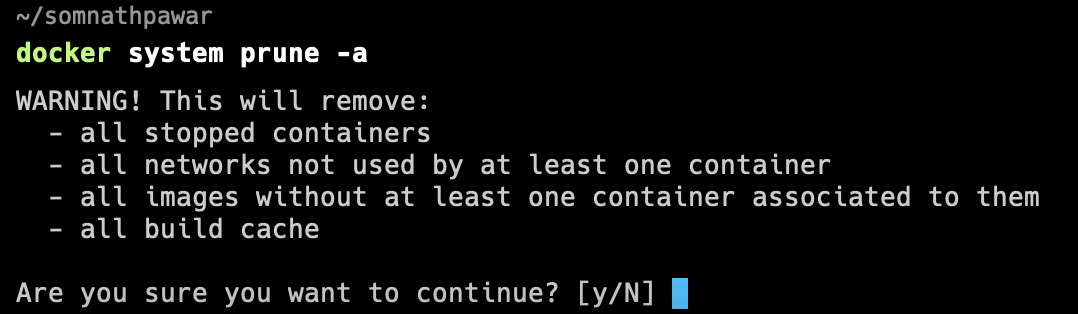 ~/somnathpawar
docker system prune -a
WARNING! This will remove:
  - all stopped containers
  - all networks not used by at least one container
  - all images without at least one container associated to them
  - all build cache
Are you sure you want to continue? [y/N]